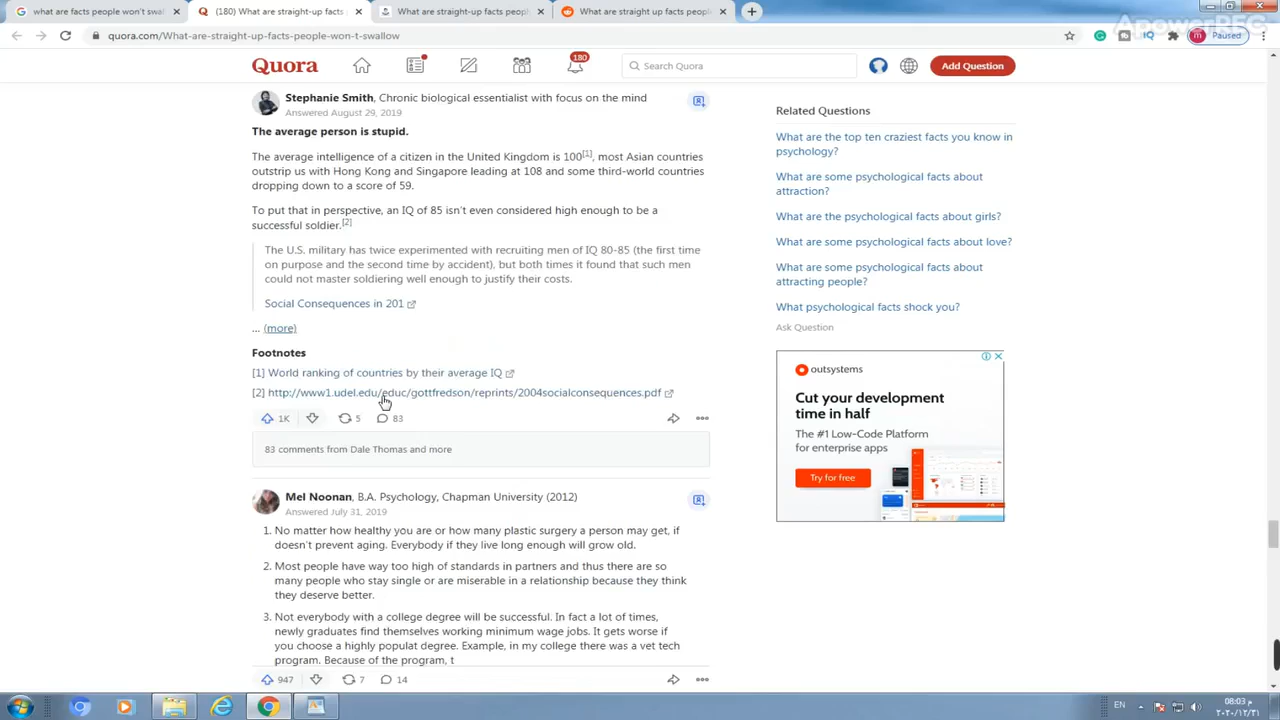 what are facts people won't swal
(180) What are straight-up facts
What are straight-up facts peopl
What are straight up facts people
ApowerREC
quora.com/What-are-straight-up-facts-people-won-t-swallow
IQ
m
Paused
Quora
180
Search Quora
Add Question
Stephanie Smith, Chronic biological essentialist with focus on the mind
Answered August 29, 2019
The average person is stupid.
The average intelligence of a citizen in the United Kingdom is 100[1], most Asian countries
outstrip us with Hong Kong and Singapore leading at 108 and some third-world countries
dropping down to a score of 59.
To put that in perspective, an IQ of 85 isn't even considered high enough to be a
successful soldier.[2]
The U.S. military has twice experimented with recruiting men of IQ 80-85 (the first time
on purpose and the second time by accident), but both times it found that such men
could not master soldiering well enough to justify their costs.
Social Consequences in 201
... (more)
Footnotes
[1] World ranking of countries by their average IQ
[2] http://www1.udel.edu/educ/gottfredson/reprints/2004socialconsequences.pdf
1K
5
83
83 comments from Dale Thomas and more
Mel Noonan, B.A. Psychology, Chapman University (2012)
Answered July 31, 2019
1. No matter how healthy you are or how many plastic surgery a person may get, if
doesn't prevent aging. Everybody if they live long enough will grow old.
2. Most people have way too high of standards in partners and thus there are so
many people who stay single or are miserable in a relationship because they think
they deserve better.
3. Not everybody with a college degree will be successful. In fact a lot of times,
newly graduates find themselves working minimum wage jobs. It gets worse if
you choose a highly populat degree. Example, in my college there was a vet tech
program. Because of the program, t
947
7
14
Related Questions
What are the top ten craziest facts you know in
psychology?
What are some psychological facts about
attraction?
What are the psychological facts about girls?
What are some psychological facts about love?
What are some psychological facts about
attracting people?
What psychological facts shock you?
Ask Question
outsystems
Cut your development
time in half
The #1 Low-Code Platform
for enterprise apps
Try for free
EN
08:03 م
٢٠٢٠/١٢/٣١